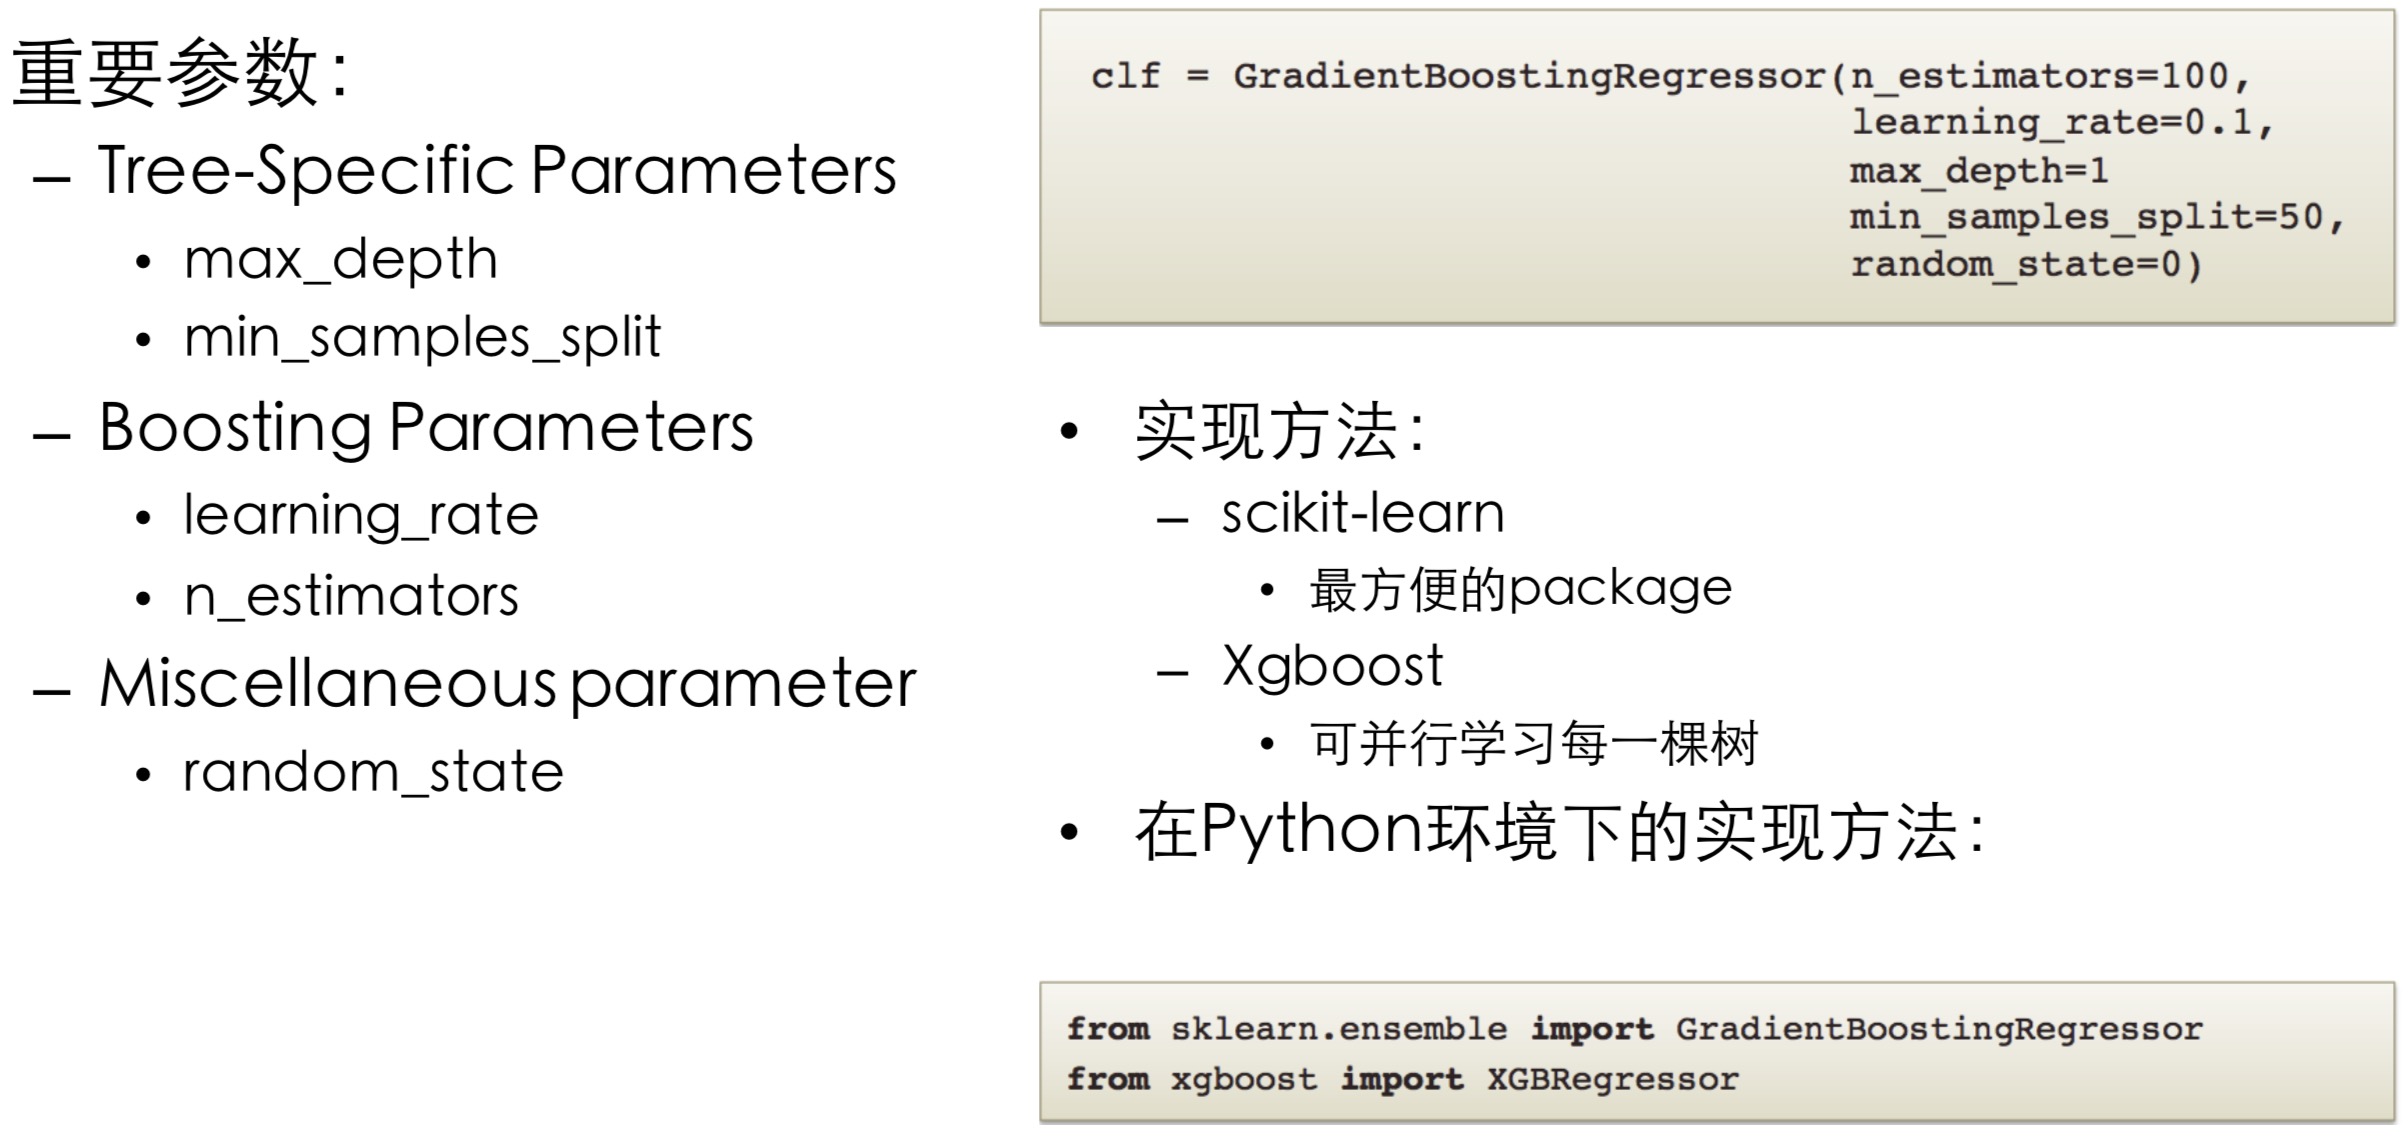 重要参数：
– Tree-Specific Parameters
• max_depth
• min_samples_split
– Boosting Parameters
• learning_rate
• n_estimators
– Miscellaneous parameter
• random_state
clf = GradientBoostingRegressor(n_estimators=100,
learning_rate=0.1,
max_depth=1
min_samples_split=50,
random_state=0)
• 实现方法：
– scikit-learn
• 最方便的package
– Xgboost
• 可并行学习每一棵树
• 在Python环境下的实现方法：
from sklearn.ensemble import GradientBoostingRegressor
from xgboost import XGBRegressor